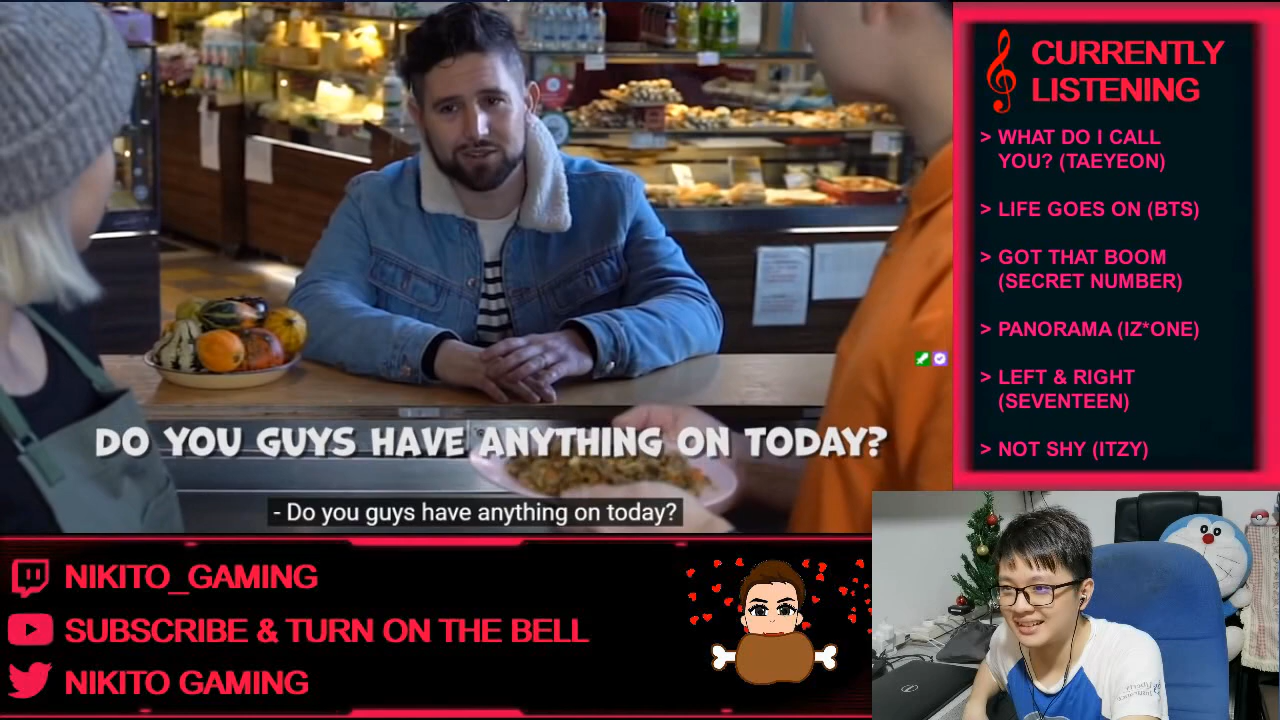 DO YOU GUYS HAVE ANYTHING ON TODAY?
- Do you guys have anything on today?
CURRENTLY
LISTENING
> WHAT DO I CALL
YOU? (TAEYEON)
> LIFE GOES ON (BTS)
> GOT THAT BOOM
(SECRET NUMBER)
> PANORAMA (IZ*ONE)
> LEFT & RIGHT
(SEVENTEEN)
> NOT SHY (ITZY)
NIKITO_GAMING
SUBSCRIBE & TURN ON THE BELL
NIKITO GAMING